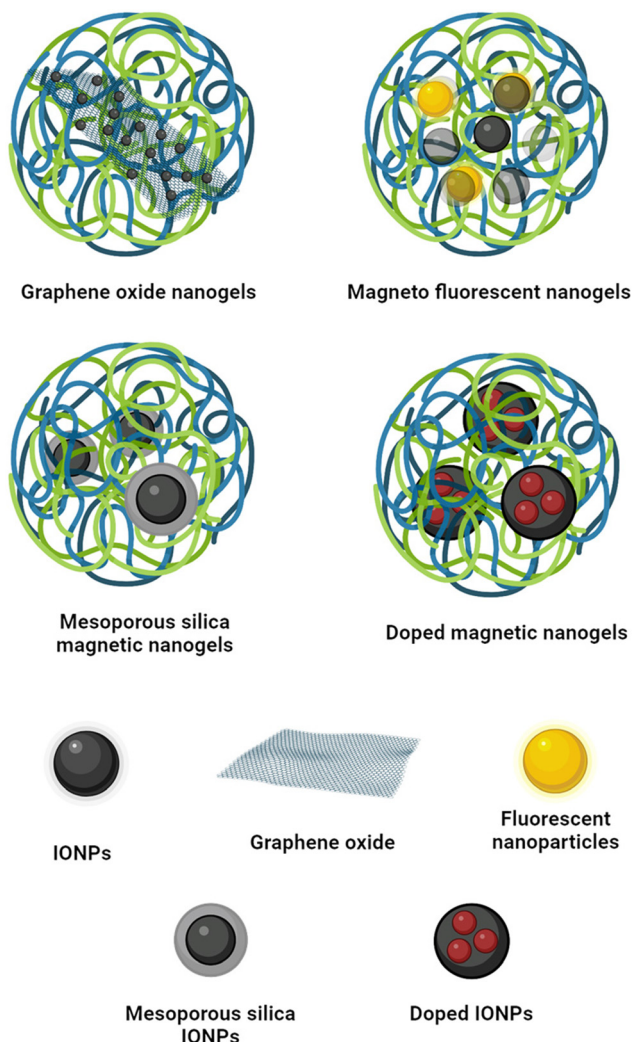 Graphene oxide nanogels
Magneto fluorescent nanogels
Mesoporous silica
magnetic nanogels
Doped magnetic nanogels
IONPs
Graphene oxide
Fluorescent
nanoparticles
Mesoporous silica
IONPs
Doped IONPs